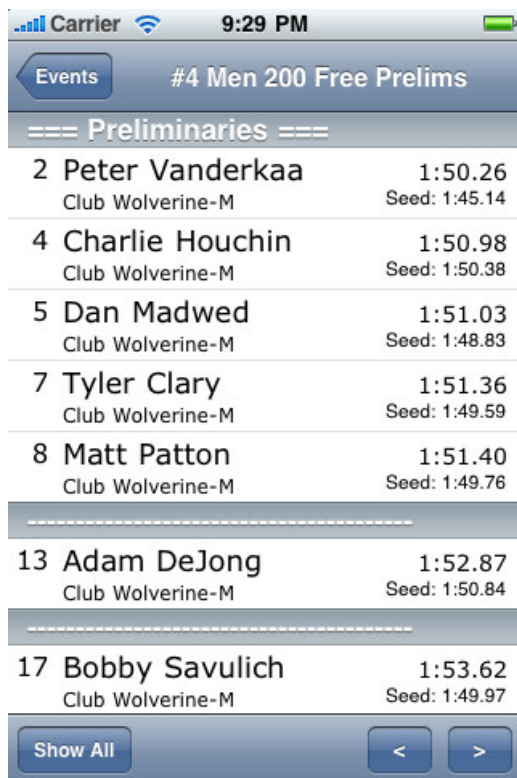 Carrier 9:29 PM
Events #4 Men 200 Free Prelims
=== Preliminaries ===
2 Peter Vanderkaa 1:50.26
Club Wolverine-M Seed: 1:45.14
4 Charlie Houchin 1:50.98
Club Wolverine-M Seed: 1:50.38
5 Dan Madwed 1:51.03
Club Wolverine-M Seed: 1:48.83
7 Tyler Clary 1:51.36
Club Wolverine-M Seed: 1:49.59
8 Matt Patton 1:51.40
Club Wolverine-M Seed: 1:49.76
----------------------------------------
13 Adam DeJong 1:52.87
Club Wolverine-M Seed: 1:50.84
----------------------------------------
17 Bobby Savulich 1:53.62
Club Wolverine-M Seed: 1:49.97
Show All < >